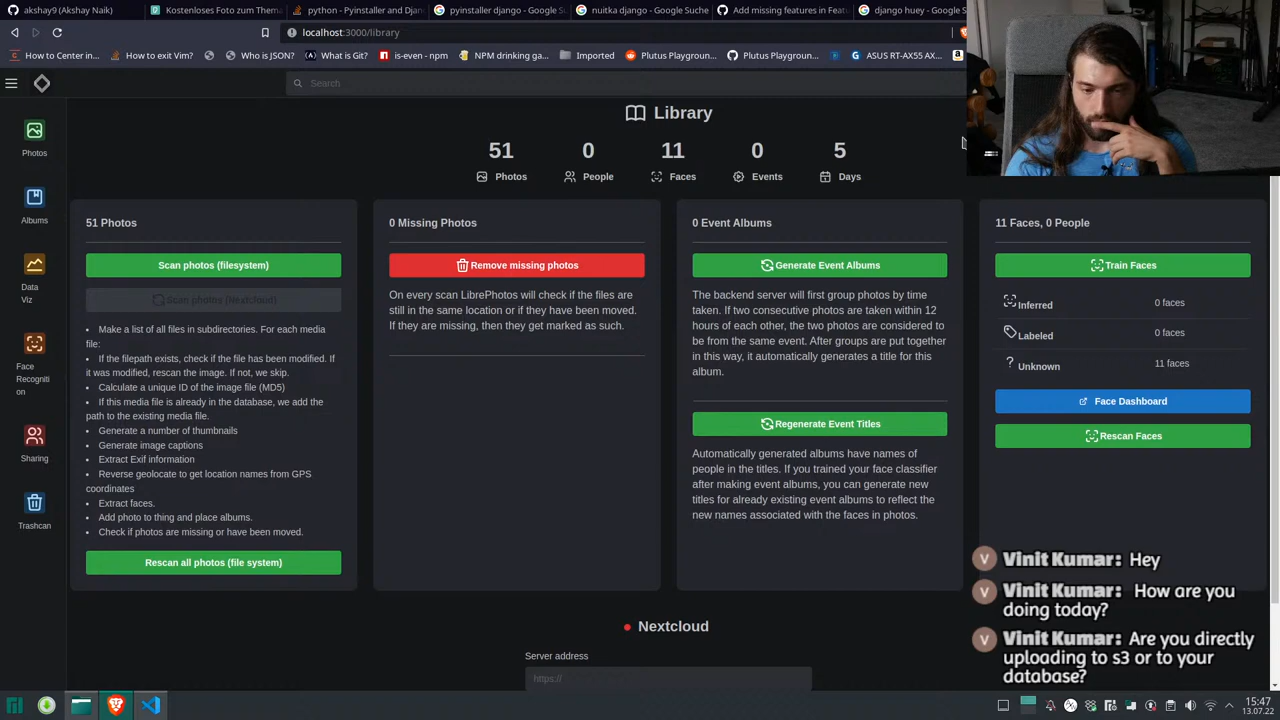 akshay9 (Akshay Naik)
Kostenloses Foto zum Thema
python - Pyinstaller and Djan
pyinstaller django - Google S
nuitka django - Google Suche
Add missing features in Feat
django huey - Google S
localhost:3000/library
How to Center in...
How to exit Vim?
What is JSON?
What is Git?
is-even - npm
NPM drinking ga...
Imported
Plutus Playgroun...
Plutus Playgroun...
ASUS RT-AX55 AX...
Search
Library
51
0
11
0
5
Photos
People
Faces
Events
Days
Photos
Albums
Data
Viz
Face
Recogniti
on
Sharing
Trashcan
51 Photos
Scan photos (filesystem)
Scan photos (Nextcloud)
• Make a list of all files in subdirectories. For each media
file:
• If the filepath exists, check if the file has been modified. If
it was modified, rescan the image. If not, we skip.
• Calculate a unique ID of the image file (MD5)
• If this media file is already in the database, we add the
path to the existing media file.
• Generate a number of thumbnails
• Generate image captions
• Extract Exif information
• Reverse geolocate to get location names from GPS
coordinates
• Extract faces.
• Add photo to thing and place albums.
• Check if photos are missing or have been moved.
Rescan all photos (file system)
0 Missing Photos
Remove missing photos
On every scan LibrePhotos will check if the files are
still in the same location or if they have been moved.
If they are missing, then they get marked as such.
0 Event Albums
Generate Event Albums
The backend server will first group photos by time
taken. If two consecutive photos are taken within 12
hours of each other, the two photos are considered to
be from the same event. After groups are put together
in this way, it automatically generates a title for this
album.
Regenerate Event Titles
Automatically generated albums have names of
people in the titles. If you trained your face classifier
after making event albums, you can generate new
titles for already existing event albums to reflect the
new names associated with the faces in photos.
11 Faces, 0 People
Train Faces
Inferred 0 faces
Labeled 0 faces
? Unknown 11 faces
Face Dashboard
Rescan Faces
Nextcloud
Server address
https://
V Vinit Kumar: Hey
V Vinit Kumar: How are you
doing today?
V Vinit Kumar: Are you directly
uploading to s3 or to your
database?
15:47
13.07.22